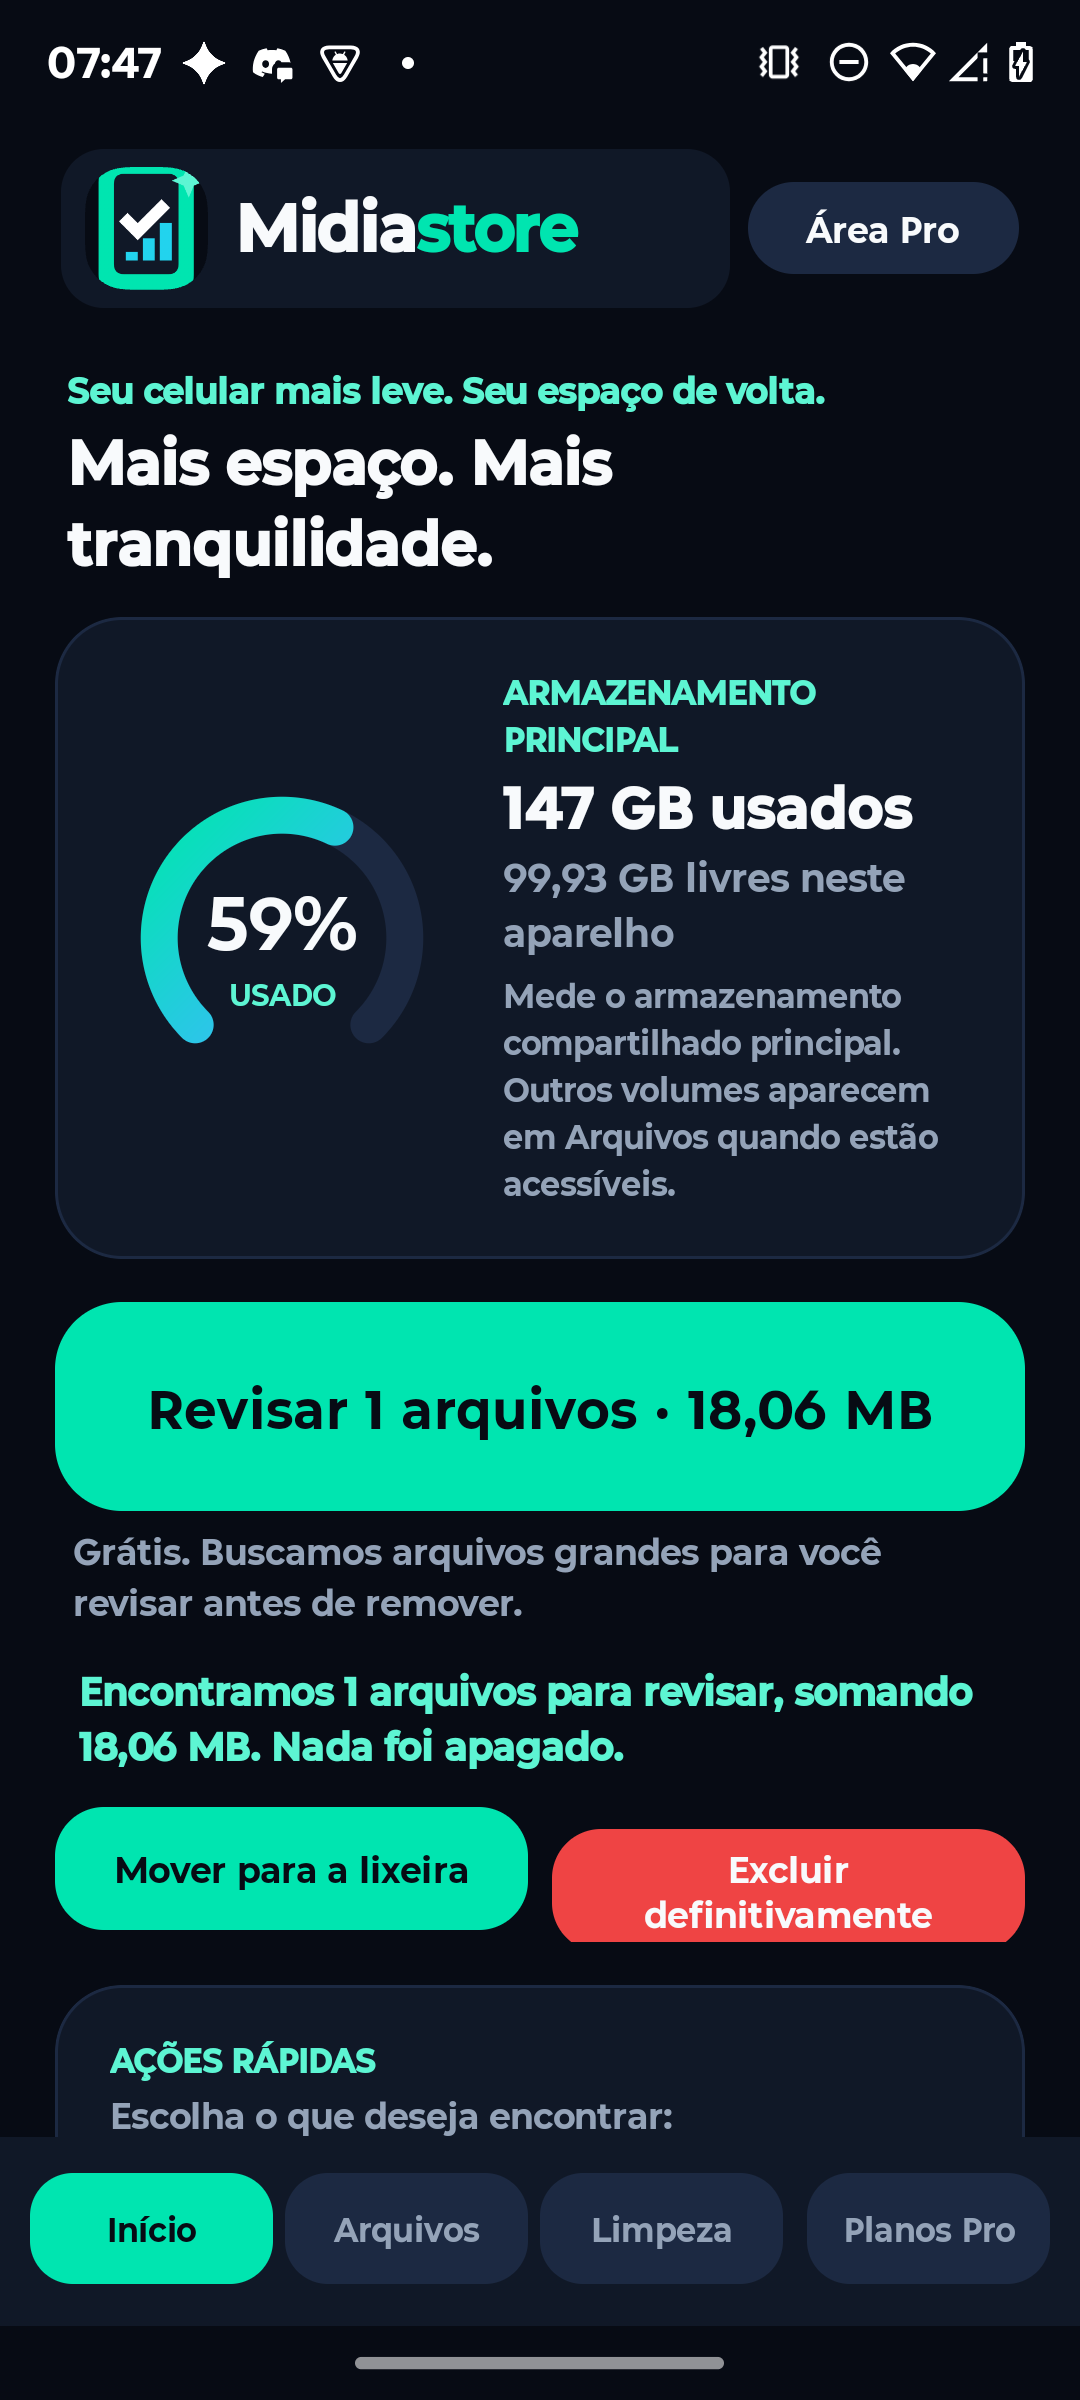 07:47
Midiastore
Área Pro
Seu celular mais leve. Seu espaço de volta.
Mais espaço. Mais
tranquilidade.
ARMAZENAMENTO
PRINCIPAL
147 GB usados
99,93 GB livres neste
aparelho
59%
USADO
Mede o armazenamento
compartilhado principal.
Outros volumes aparecem
em Arquivos quando estão
acessíveis.
Revisar 1 arquivos · 18,06 MB
Grátis. Buscamos arquivos grandes para você
revisar antes de remover.
Encontramos 1 arquivos para revisar, somando
18,06 MB. Nada foi apagado.
Mover para a lixeira
Excluir
definitivamente
AÇÕES RÁPIDAS
Escolha o que deseja encontrar:
Início
Arquivos
Limpeza
Planos Pro